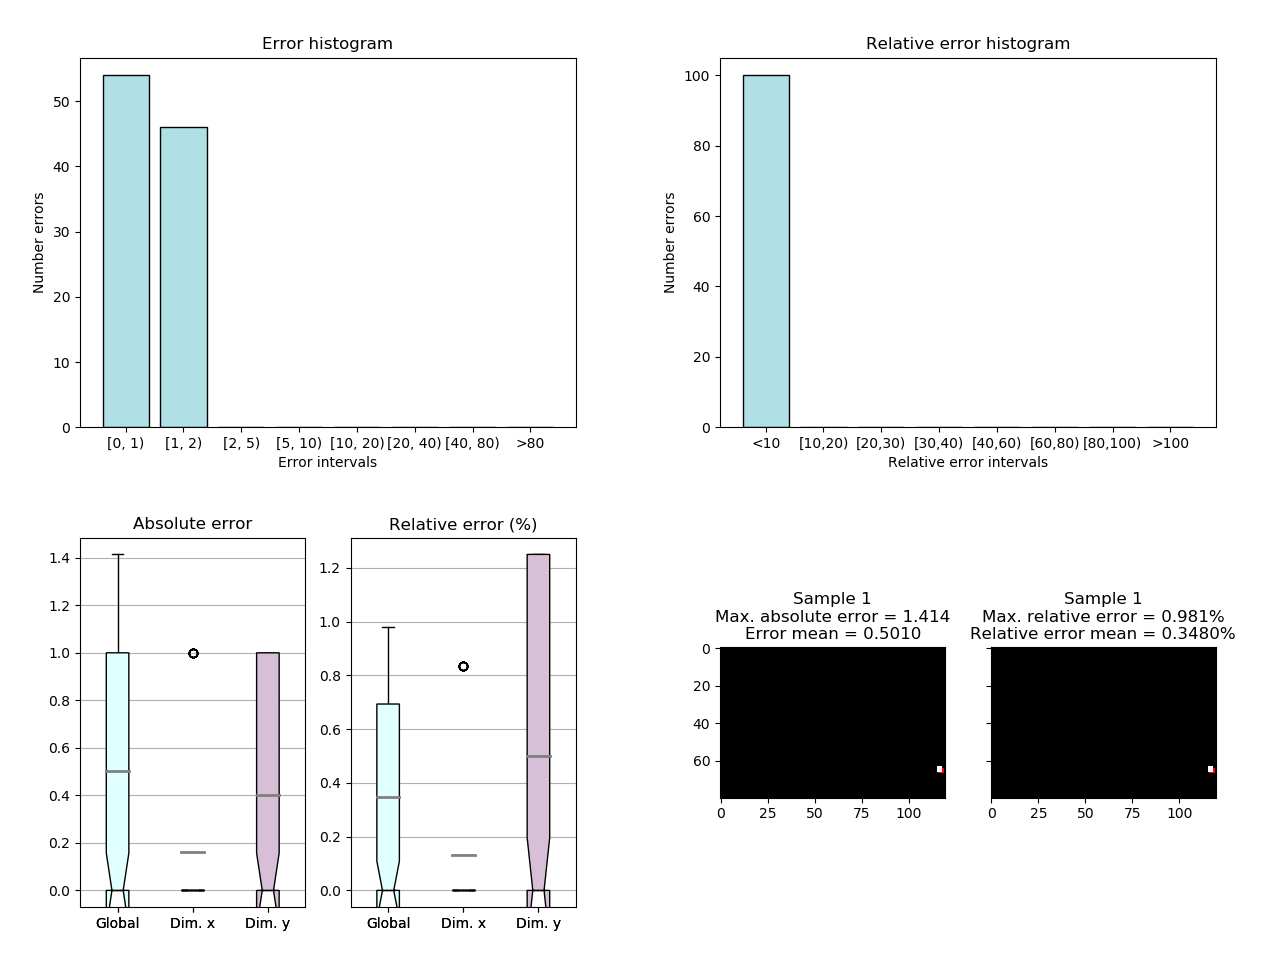 Error histogram
50
40
30
20
10
0
Number errors
[0, 1)
[1, 2)
[2, 5)
[5, 10)
[10, 20)
[20, 40)
[40, 80)
>80
Error intervals
Relative error histogram
100
80
60
40
20
0
Number errors
<10
[10,20)
[20,30)
[30,40)
[40,60)
[60,80)
[80,100)
>100
Relative error intervals
Absolute error
1.4
1.2
1.0
0.8
0.6
0.4
0.2
0.0
Global
Dim. x
Dim. y
Relative error (%)
1.2
1.0
0.8
0.6
0.4
0.2
0.0
Global
Dim. x
Dim. y
Sample 1
Max. absolute error = 1.414
Error mean = 0.5010
0
20
40
60
0
25
50
75
100
Sample 1
Max. relative error = 0.981%
Relative error mean = 0.3480%
0
25
50
75
100